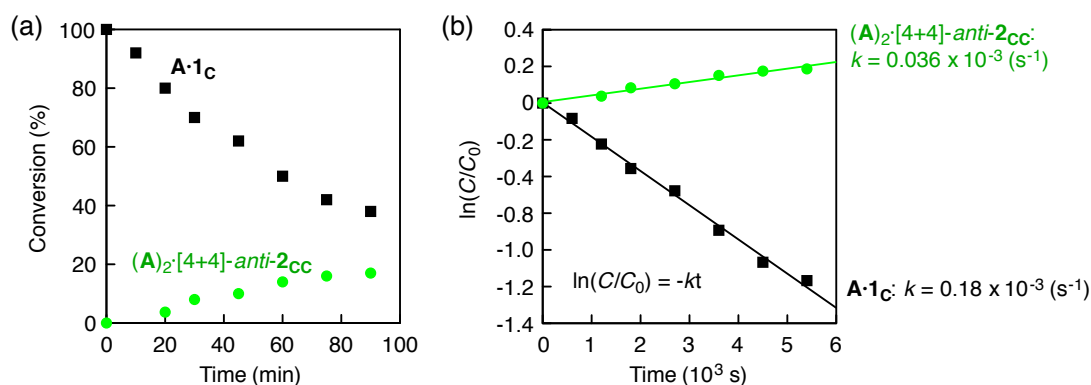 (a)
100
80
60
40
20
0
Conversion (%)
A·1C
(A)2·[4+4]-anti-2CC
0 20 40 60 80 100
Time (min)
(b)
0.4
0.2
0
-0.2
-0.4
-0.6
-0.8
-1.0
-1.2
-1.4
ln(C/C0)
ln(C/C0) = -kt
0 1 2 3 4 5 6
Time (10³ s)
(A)2·[4+4]-anti-2CC:
k = 0.036 x 10⁻³ (s⁻¹)
A·1C: k = 0.18 x 10⁻³ (s⁻¹)